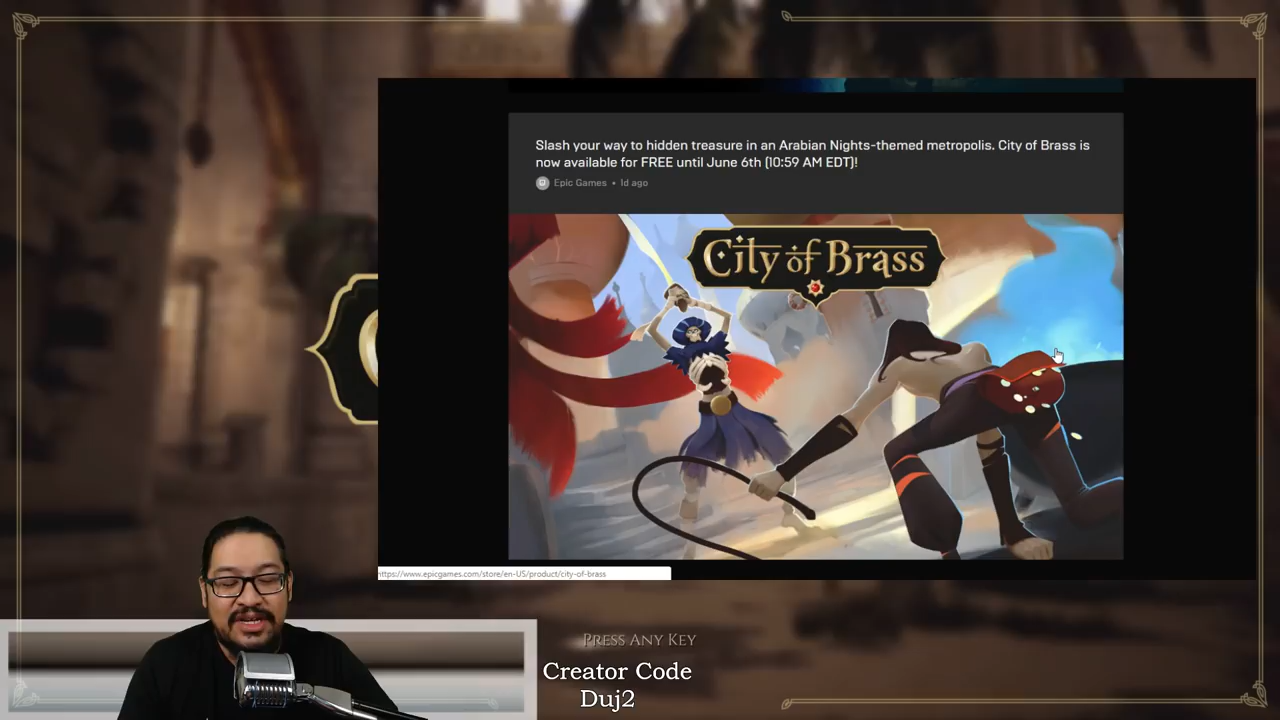 Slash your way to hidden treasure in an Arabian Nights-themed metropolis. City of Brass is
now available for FREE until June 6th (10:59 AM EDT)!
Epic Games • 1d ago
City of Brass
https://www.epicgames.com/store/en-US/product/city-of-brass
PRESS ANY KEY
Creator Code
Duj2